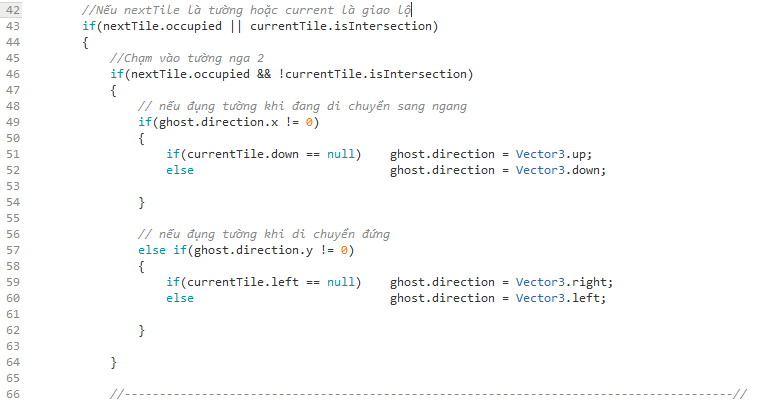 42 //Nếu nextTile là tường hoặc current là giao lộ
43 if(nextTile.occupied || currentTile.isIntersection)
44 {
45 //Chạm vào tường nga 2
46 if(nextTile.occupied && !currentTile.isIntersection)
47 {
48 // nếu đụng tường khi đang di chuyển sang ngang
49 if(ghost.direction.x != 0)
50 {
51 if(currentTile.down == null) ghost.direction = Vector3.up;
52 else ghost.direction = Vector3.down;
53
54 }
55
56 // nếu đụng tường khi di chuyển đứng
57 else if(ghost.direction.y != 0)
58 {
59 if(currentTile.left == null) ghost.direction = Vector3.right;
60 else ghost.direction = Vector3.left;
61
62 }
63
64 }
65
66 //---------------------------------------------------------------------------------------//